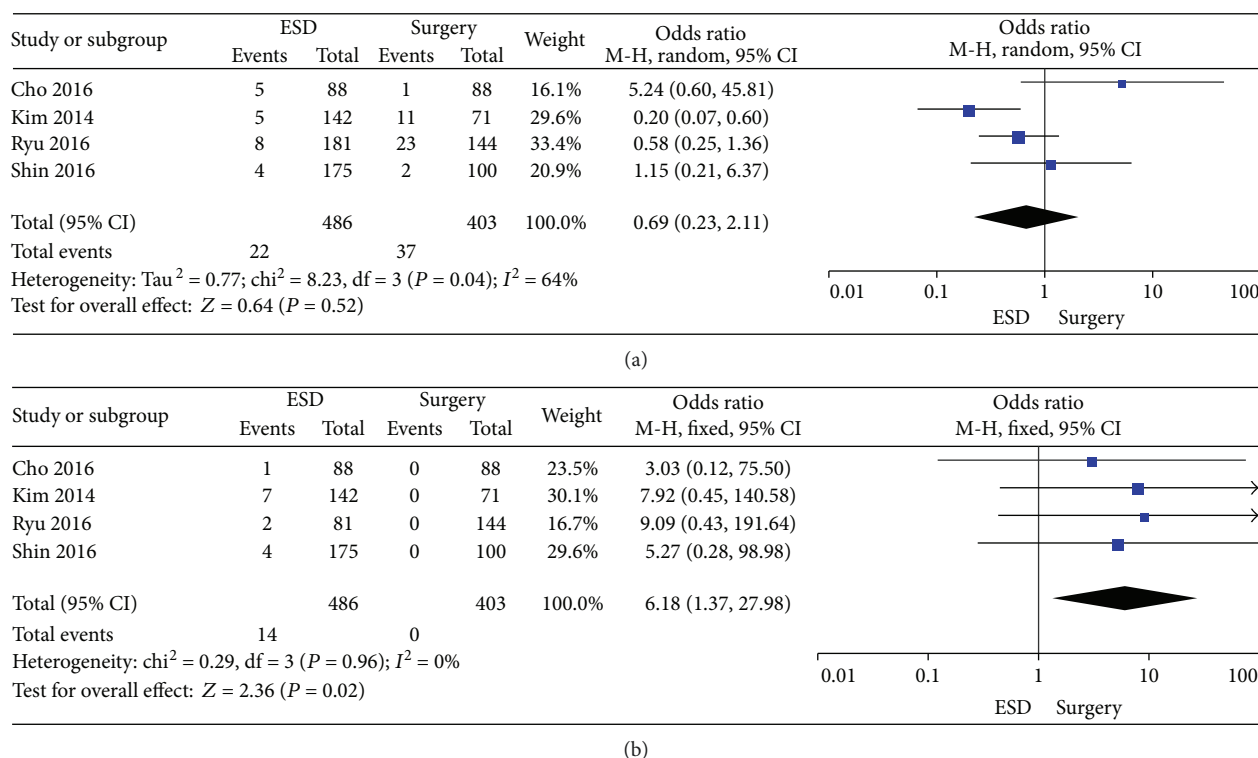 Study or subgroup ESD Surgery Weight Odds ratio Odds ratio
Events Total Events Total M-H, random, 95% CI M-H, random, 95% CI
Cho 2016 5 88 1 88 16.1% 5.24 (0.60, 45.81)
Kim 2014 5 142 11 71 29.6% 0.20 (0.07, 0.60)
Ryu 2016 8 181 23 144 33.4% 0.58 (0.25, 1.36)
Shin 2016 4 175 2 100 20.9% 1.15 (0.21, 6.37)
Total (95% CI) 486 403 100.0% 0.69 (0.23, 2.11)
Total events 22 37
Heterogeneity: Tau² = 0.77; chi² = 8.23, df = 3 (P = 0.04); I² = 64%
Test for overall effect: Z = 0.64 (P = 0.52)
0.01 0.1 1 10 100
ESD Surgery
(a)
Study or subgroup ESD Surgery Weight Odds ratio Odds ratio
Events Total Events Total M-H, fixed, 95% CI M-H, fixed, 95% CI
Cho 2016 1 88 0 88 23.5% 3.03 (0.12, 75.50)
Kim 2014 7 142 0 71 30.1% 7.92 (0.45, 140.58)
Ryu 2016 2 81 0 144 16.7% 9.09 (0.43, 191.64)
Shin 2016 4 175 0 100 29.6% 5.27 (0.28, 98.98)
Total (95% CI) 486 403 100.0% 6.18 (1.37, 27.98)
Total events 14 0
Heterogeneity: chi² = 0.29, df = 3 (P = 0.96); I² = 0%
Test for overall effect: Z = 2.36 (P = 0.02)
0.01 0.1 1 10 100
ESD Surgery
(b)